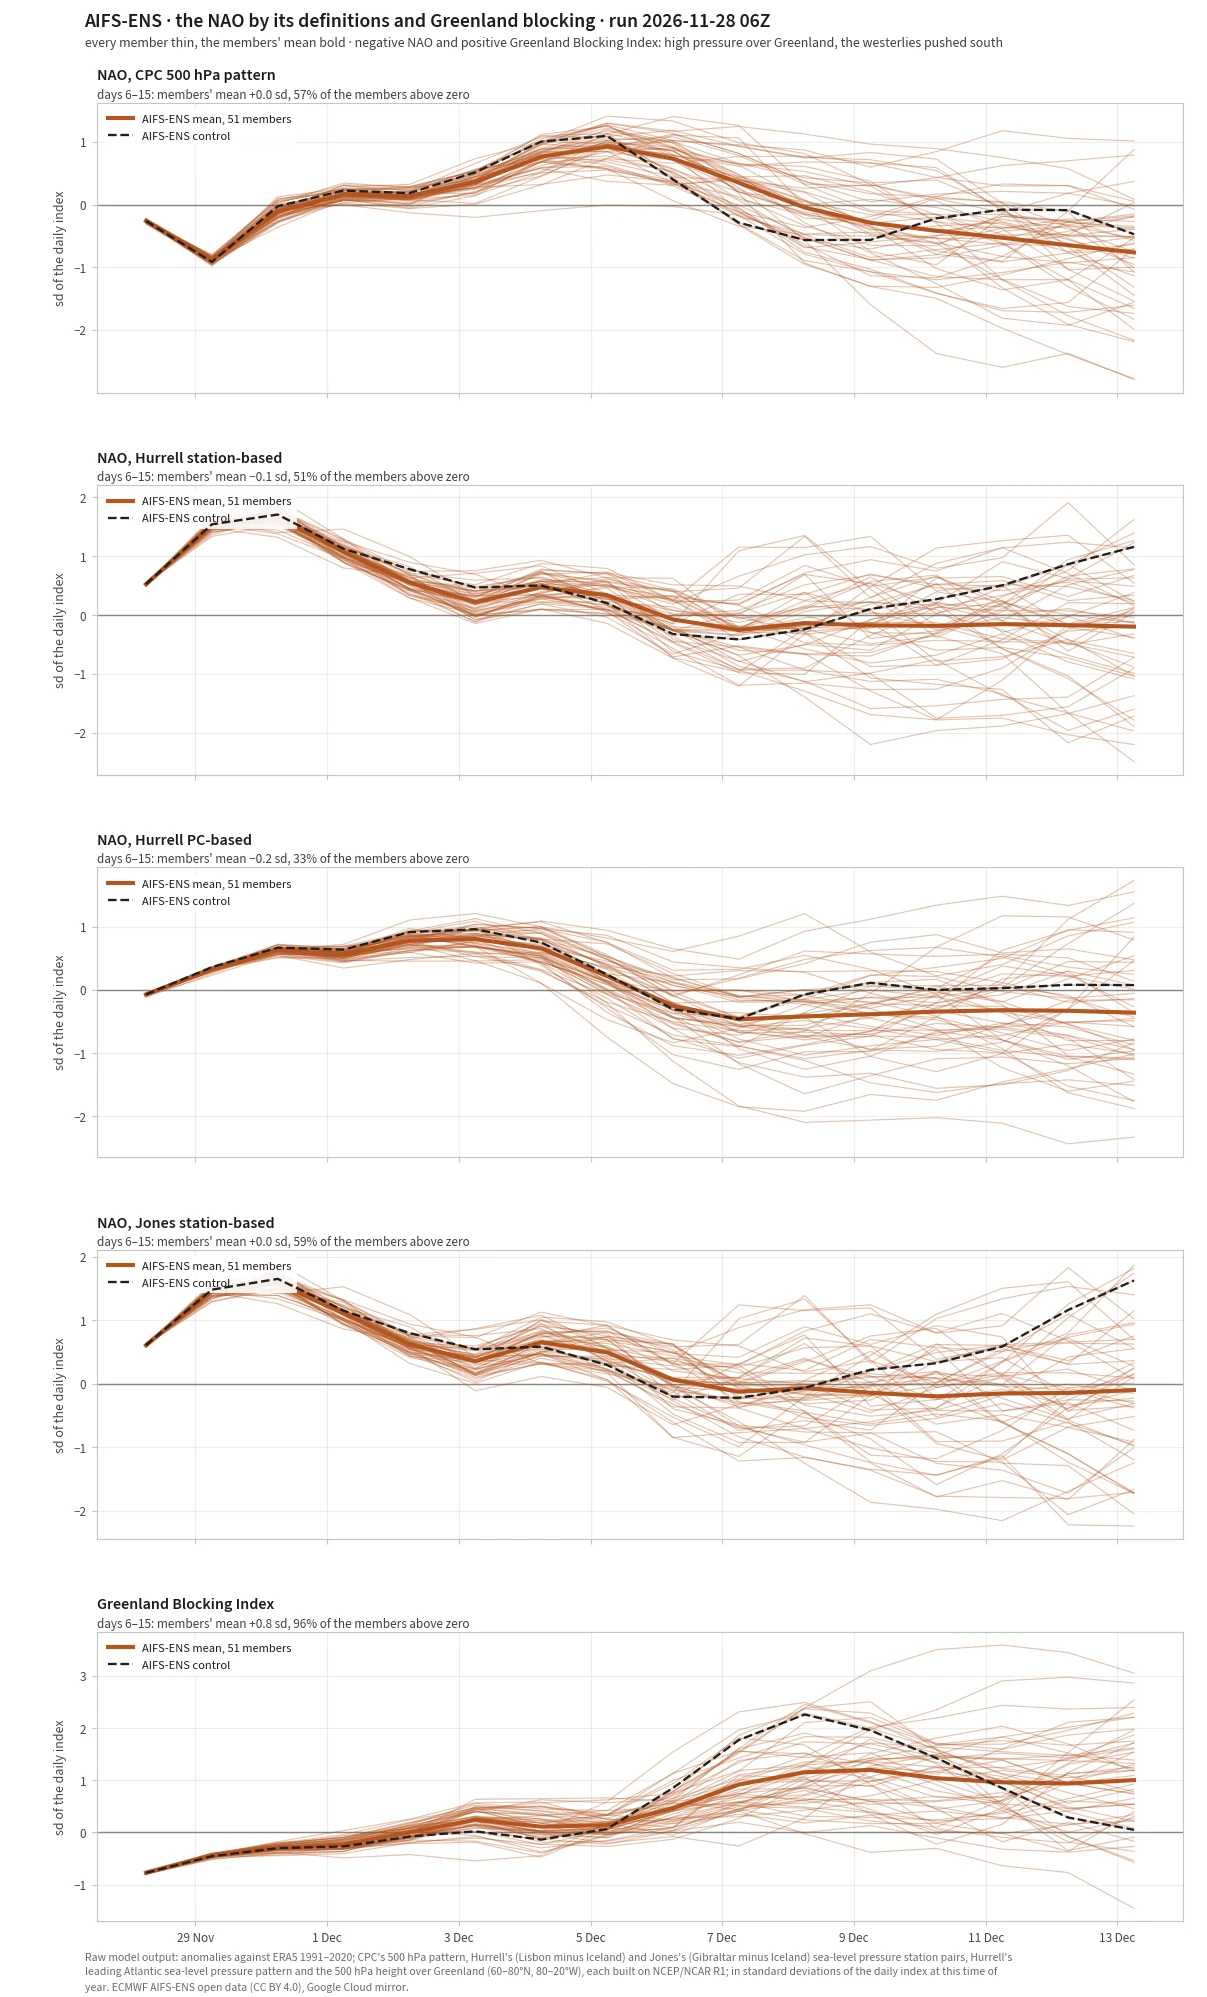 AIFS-ENS · the NAO by its definitions and Greenland blocking · run 2026-11-28 06Z
every member thin, the members' mean bold · negative NAO and positive Greenland Blocking Index: high pressure over Greenland, the westerlies pushed south
NAO, CPC 500 hPa pattern
days 6–15: members' mean +0.0 sd, 57% of the members above zero
AIFS-ENS mean, 51 members
AIFS-ENS control
1
0
−1
−2
sd of the daily index
NAO, Hurrell station-based
days 6–15: members' mean −0.1 sd, 51% of the members above zero
AIFS-ENS mean, 51 members
AIFS-ENS control
2
1
0
−1
−2
sd of the daily index
NAO, Hurrell PC-based
days 6–15: members' mean −0.2 sd, 33% of the members above zero
AIFS-ENS mean, 51 members
AIFS-ENS control
1
0
−1
−2
sd of the daily index
NAO, Jones station-based
days 6–15: members' mean +0.0 sd, 59% of the members above zero
AIFS-ENS mean, 51 members
AIFS-ENS control
2
1
0
−1
−2
sd of the daily index
Greenland Blocking Index
days 6–15: members' mean +0.8 sd, 96% of the members above zero
AIFS-ENS mean, 51 members
AIFS-ENS control
3
2
1
0
−1
sd of the daily index
29 Nov 1 Dec 3 Dec 5 Dec 7 Dec 9 Dec 11 Dec 13 Dec
Raw model output: anomalies against ERA5 1991–2020; CPC's 500 hPa pattern, Hurrell's (Lisbon minus Iceland) and Jones's (Gibraltar minus Iceland) sea-level pressure station pairs, Hurrell's
leading Atlantic sea-level pressure pattern and the 500 hPa height over Greenland (60–80°N, 80–20°W), each built on NCEP/NCAR R1; in standard deviations of the daily index at this time of
year. ECMWF AIFS-ENS open data (CC BY 4.0), Google Cloud mirror.